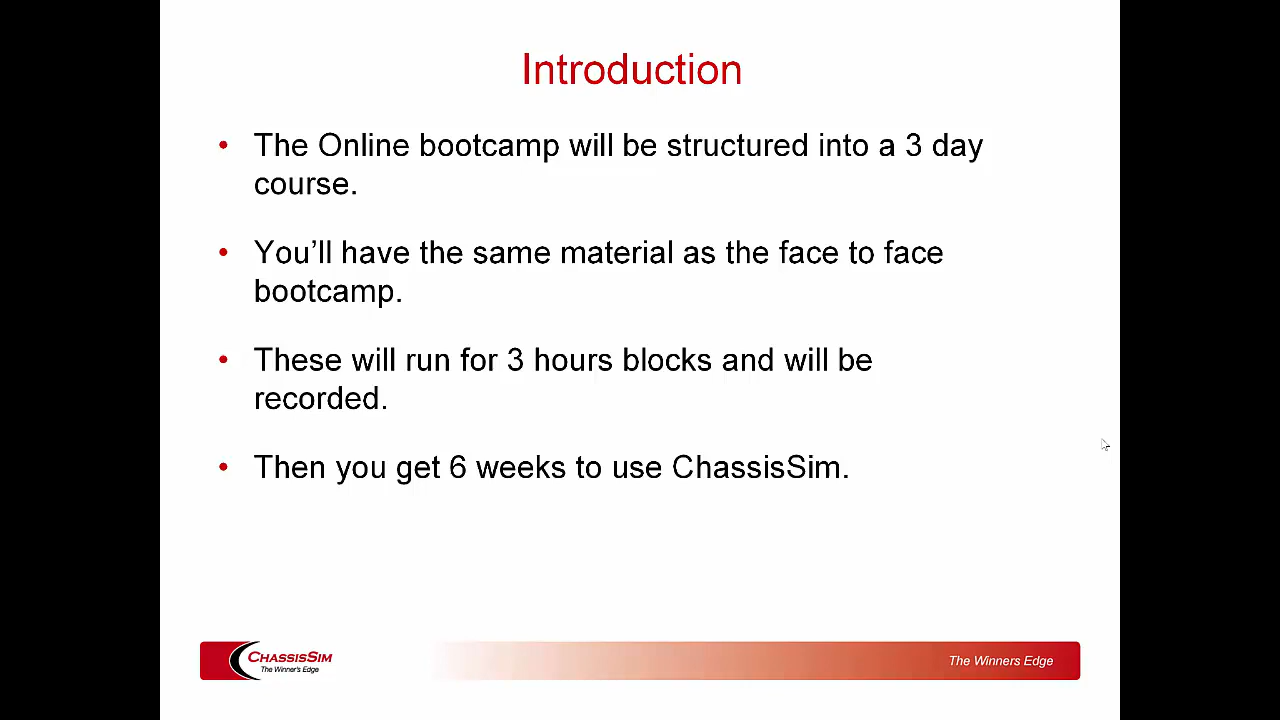 Introduction
• The Online bootcamp will be structured into a 3 day
course.
• You’ll have the same material as the face to face
bootcamp.
• These will run for 3 hours blocks and will be
recorded.
• Then you get 6 weeks to use ChassisSim.
CHASSISSIM
The Winner's Edge
The Winners Edge